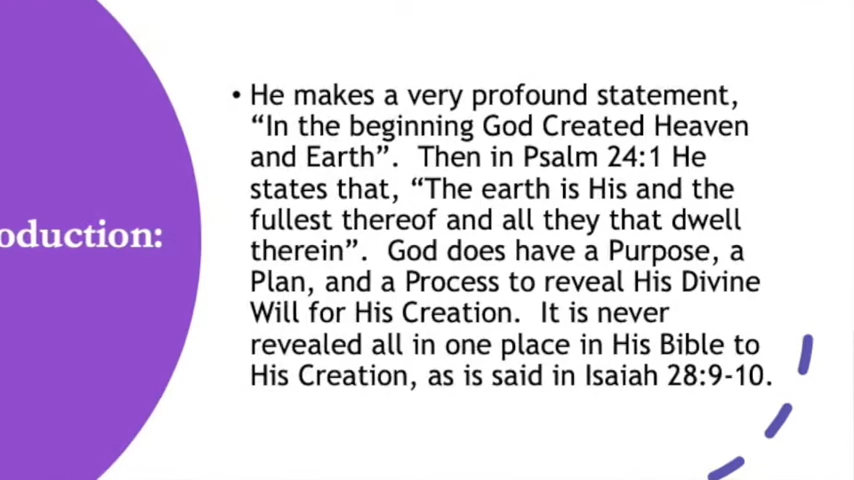 oduction:
• He makes a very profound statement,
“In the beginning God Created Heaven
and Earth”.  Then in Psalm 24:1 He
states that, “The earth is His and the
fullest thereof and all they that dwell
therein”.  God does have a Purpose, a
Plan, and a Process to reveal His Divine
Will for His Creation.  It is never
revealed all in one place in His Bible to
His Creation, as is said in Isaiah 28:9-10.